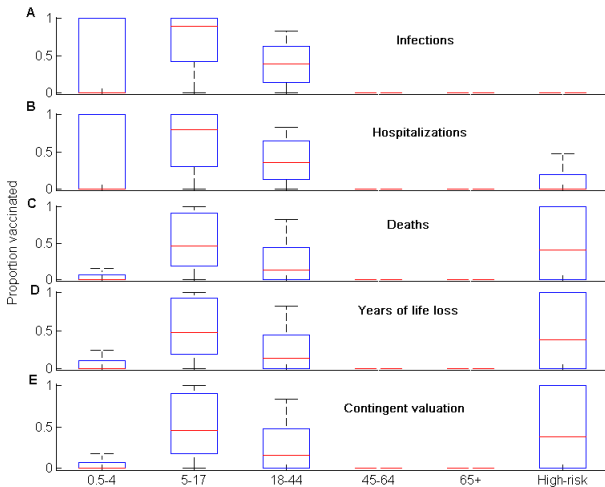 A
1
Infections
0.5
0
B
1
Hospitalizations
0.5
0
C
1
Deaths
0.5
0
D
1
Years of life loss
0.5
0
E
1
Contingent valuation
0.5
0
Proportion vaccinated
0.5-4 5-17 18-44 45-64 65+ High-risk